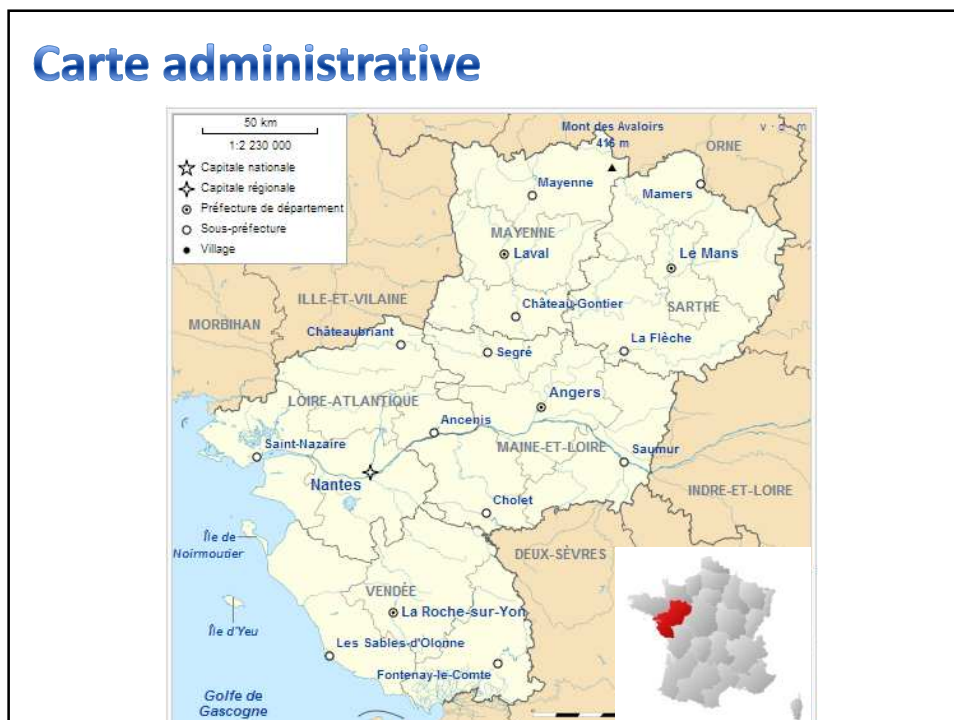 Carte administrative
50 km
1:2 230 000
Capitale nationale
Capitale régionale
Préfecture de département
Sous-préfecture
Village
Mont des Avaloirs
416 m
v · d · m
ORNE
Mayenne
Mamers
MAYENNE
Laval
Le Mans
ILLE-ET-VILAINE
Château-Gontier
SARTHE
MORBIHAN
Châteaubriant
La Flèche
Segré
Angers
LOIRE-ATLANTIQUE
Ancenis
Saint-Nazaire
MAINE-ET-LOIRE
Saumur
Nantes
INDRE-ET-LOIRE
Cholet
Île de
Noirmoutier
DEUX-SÈVRES
VENDÉE
La Roche-sur-Yon
Île d'Yeu
Les Sables-d'Olonne
Fontenay-le-Comte
Golfe de
Gascogne